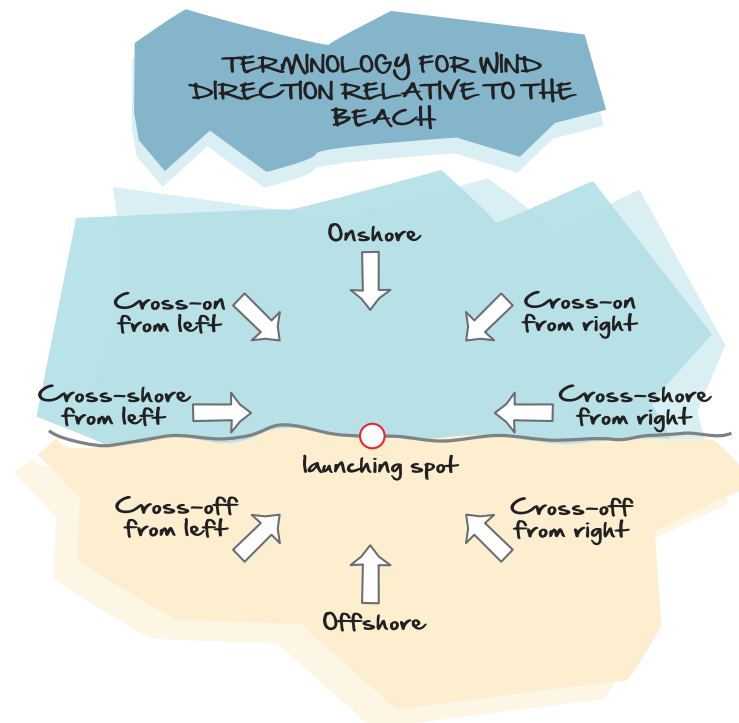 TERMINOLOGY FOR WIND
DIRECTION RELATIVE TO THE
BEACH
Onshore
Cross-on
from left
Cross-on
from right
Cross-shore
from left
Cross-shore
from right
launching spot
Cross-off
from left
Cross-off
from right
Offshore